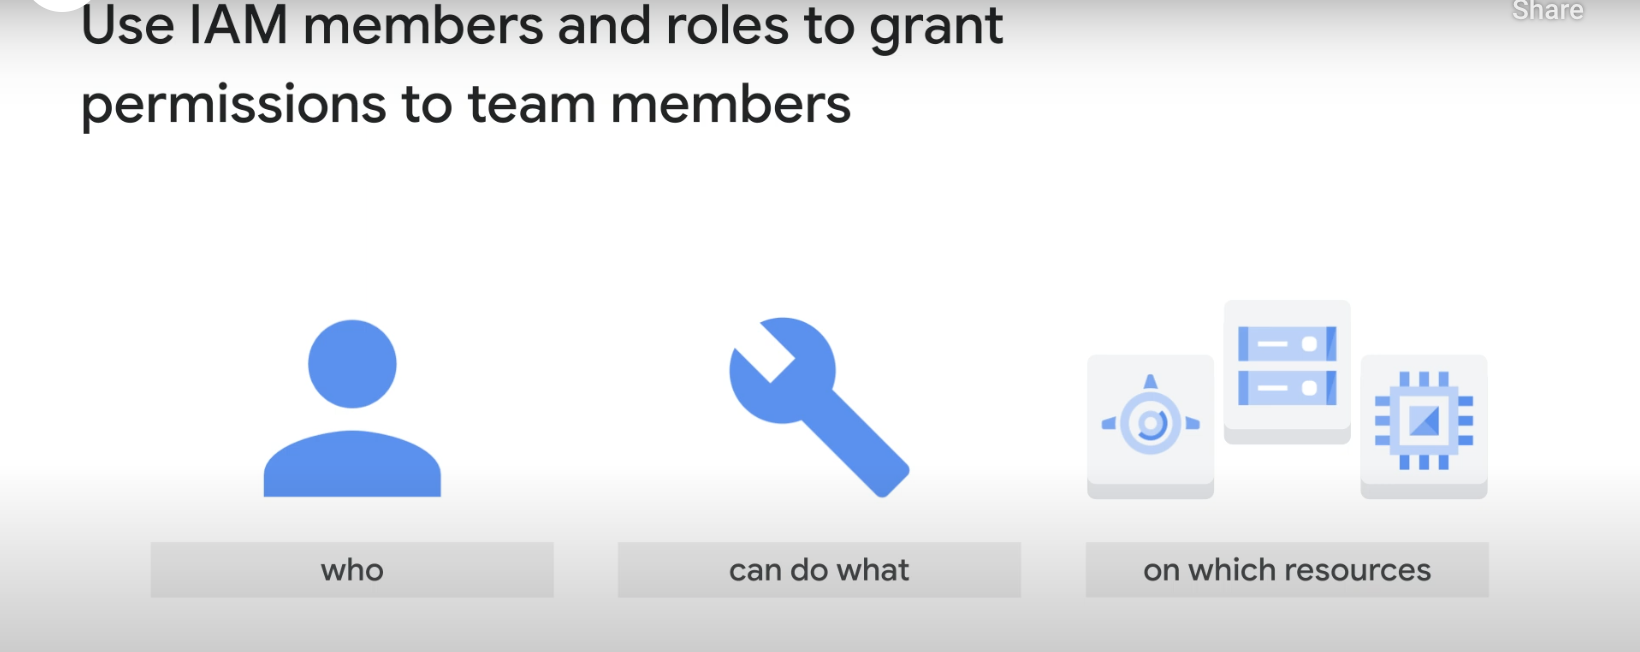 Share
Use IAM members and roles to grant
permissions to team members
who
can do what
on which resources